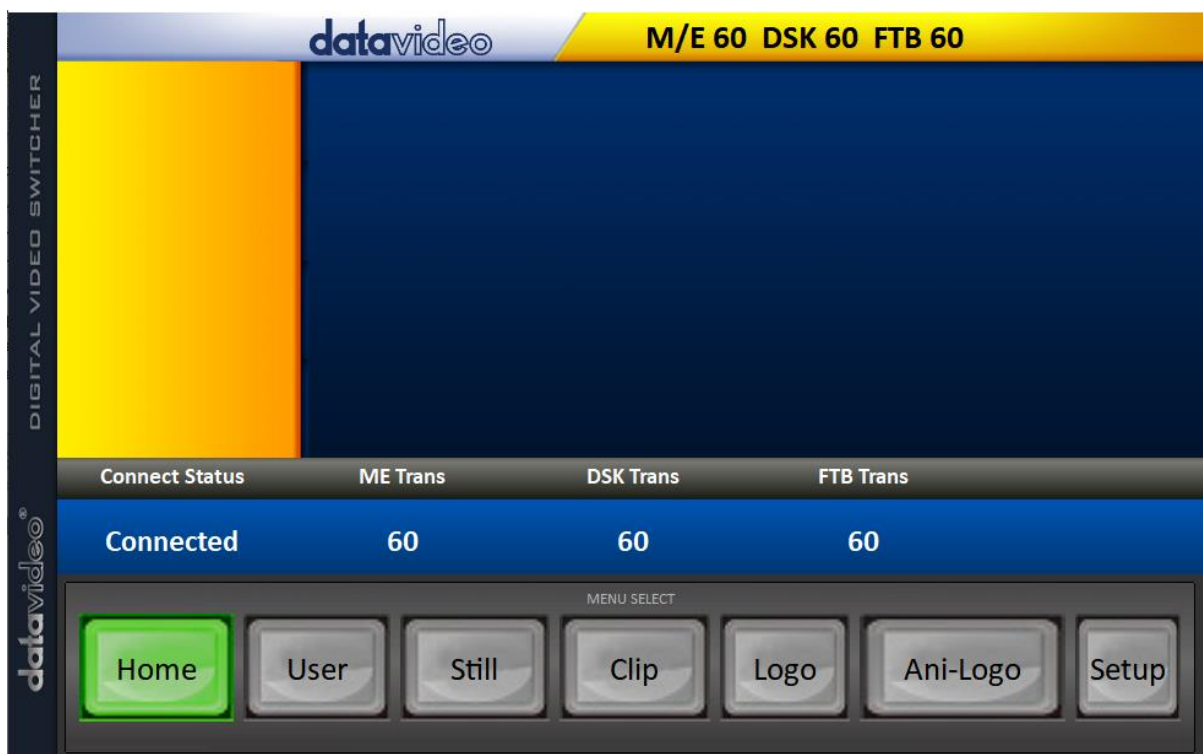 datavideo
M/E 60 DSK 60 FTB 60
DIGITAL VIDEO SWITCHER
datavideo®
Connect Status ME Trans DSK Trans FTB Trans
Connected 60 60 60
MENU SELECT
Home User Still Clip Logo Ani-Logo Setup